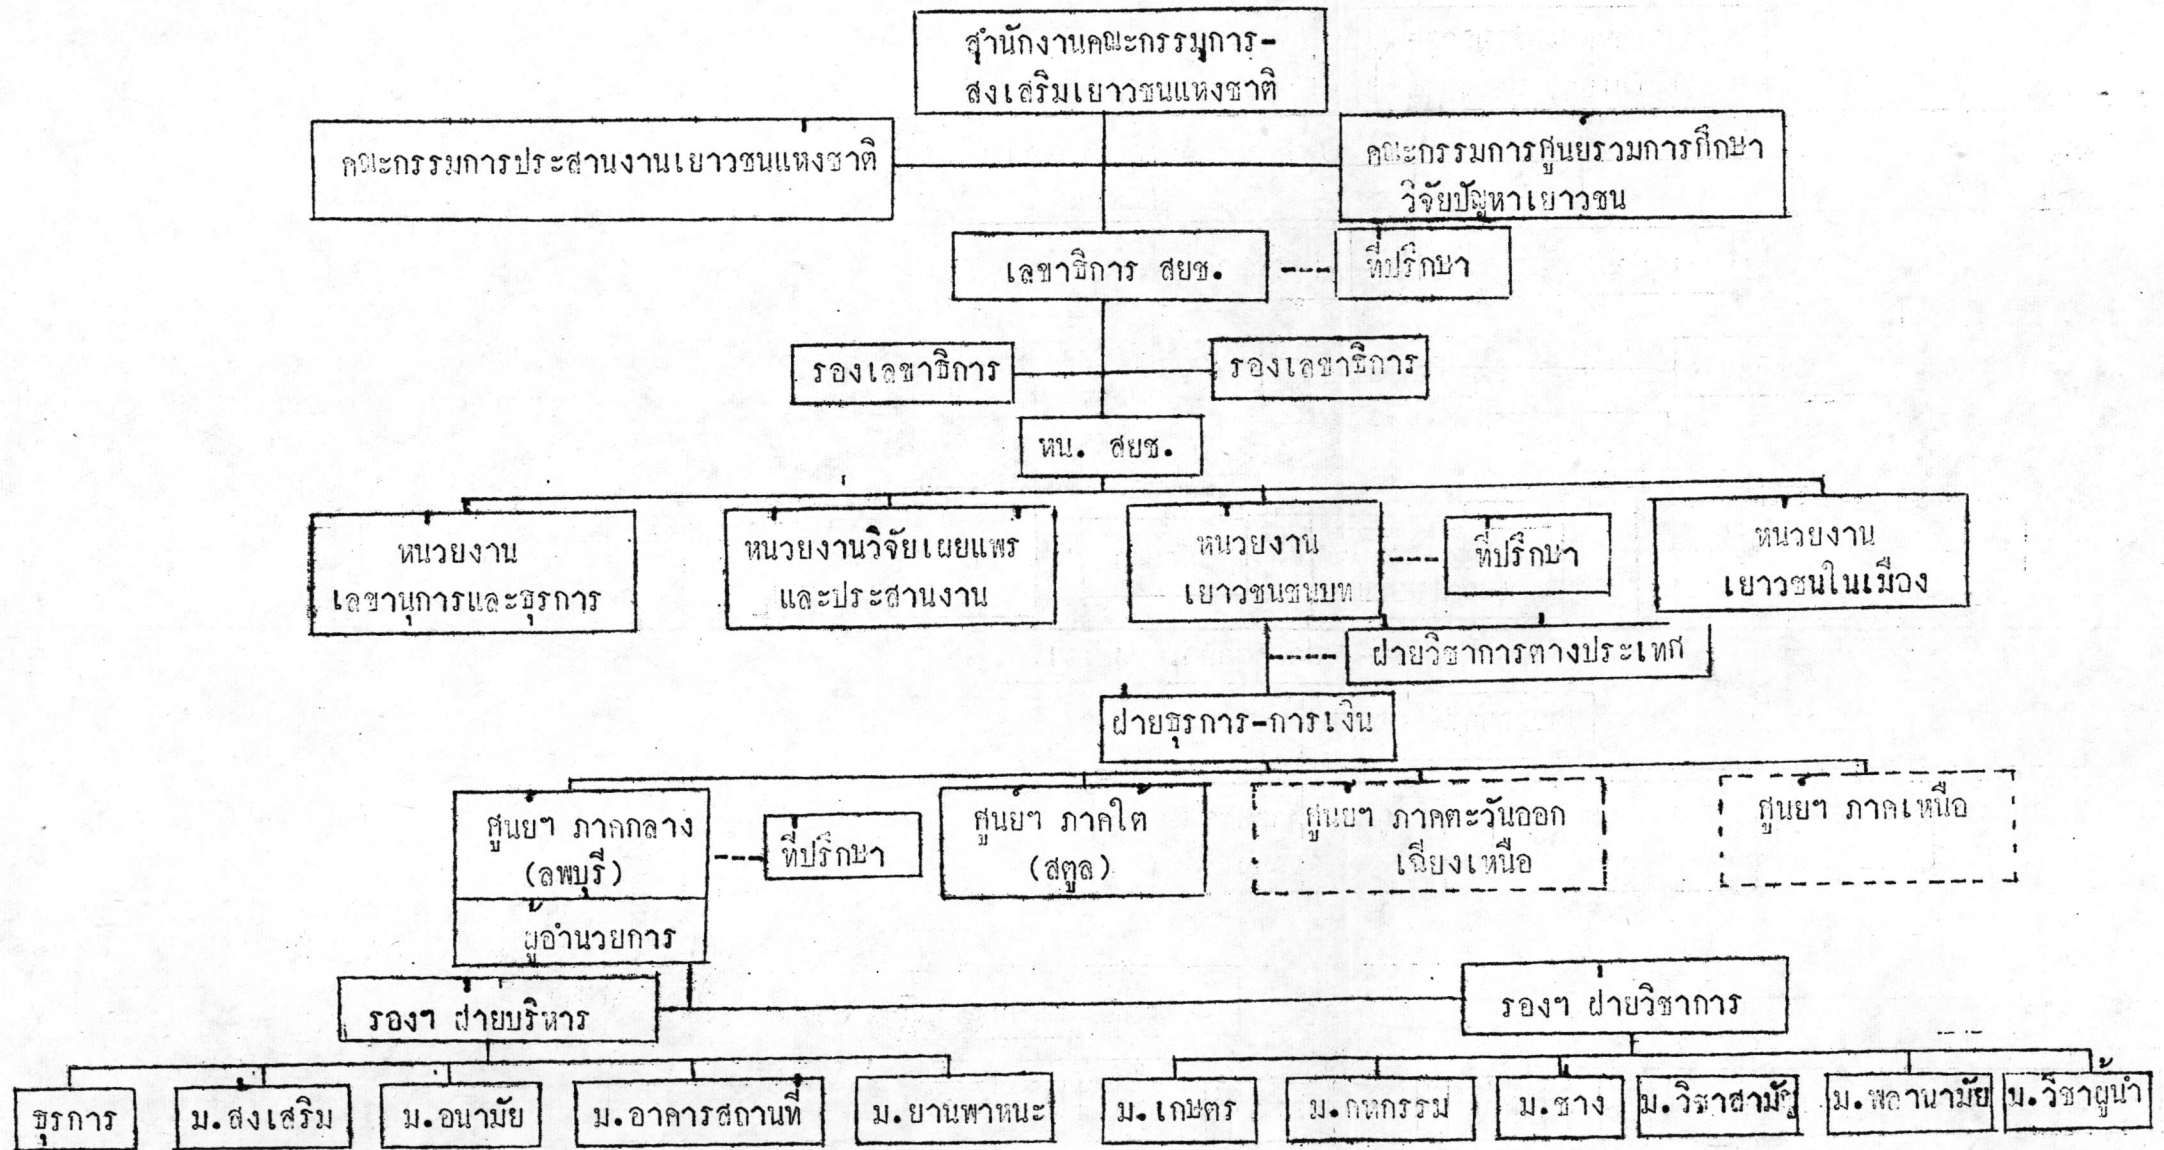 สำนักงานคณะกรรมการ-
ส่งเสริมเยาวชนแห่งชาติ
คณะกรรมการประสานงานเยาวชนแห่งชาติ
คณะกรรมการศูนย์รวมการศึกษา
วิจัยปัญหาเยาวชน
เลขาธิการ สยช.
ที่ปรึกษา
รองเลขาธิการ
รองเลขาธิการ
หน. สยช.
หน่วยงาน
เลขานุการและธุรการ
หน่วยงานวิจัยเผยแพร่
และประสานงาน
หน่วยงาน
เยาวชนชนบท
ที่ปรึกษา
หน่วยงาน
เยาวชนในเมือง
ฝ่ายวิชาการต่างประเทศ
ฝ่ายธุรการ-การเงิน
ศูนย์ฯ ภาคกลาง
(ลพบุรี)
ผู้อำนวยการ
ที่ปรึกษา
ศูนย์ฯ ภาคใต้
(สตูล)
ศูนย์ฯ ภาคตะวันออก
เฉียงเหนือ
ศูนย์ฯ ภาคเหนือ
รองฯ ฝ่ายบริหาร
รองฯ ฝ่ายวิชาการ
ธุรการ
ม.ส่งเสริม
ม.อนามัย
ม.อาคารสถานที่
ม.ยานพาหนะ
ม.เกษตร
ม.คหกรรม
ม.ช่าง
ม.วิชาสามัญ
ม.พลานามัย
ม.วิชาผู้นำ